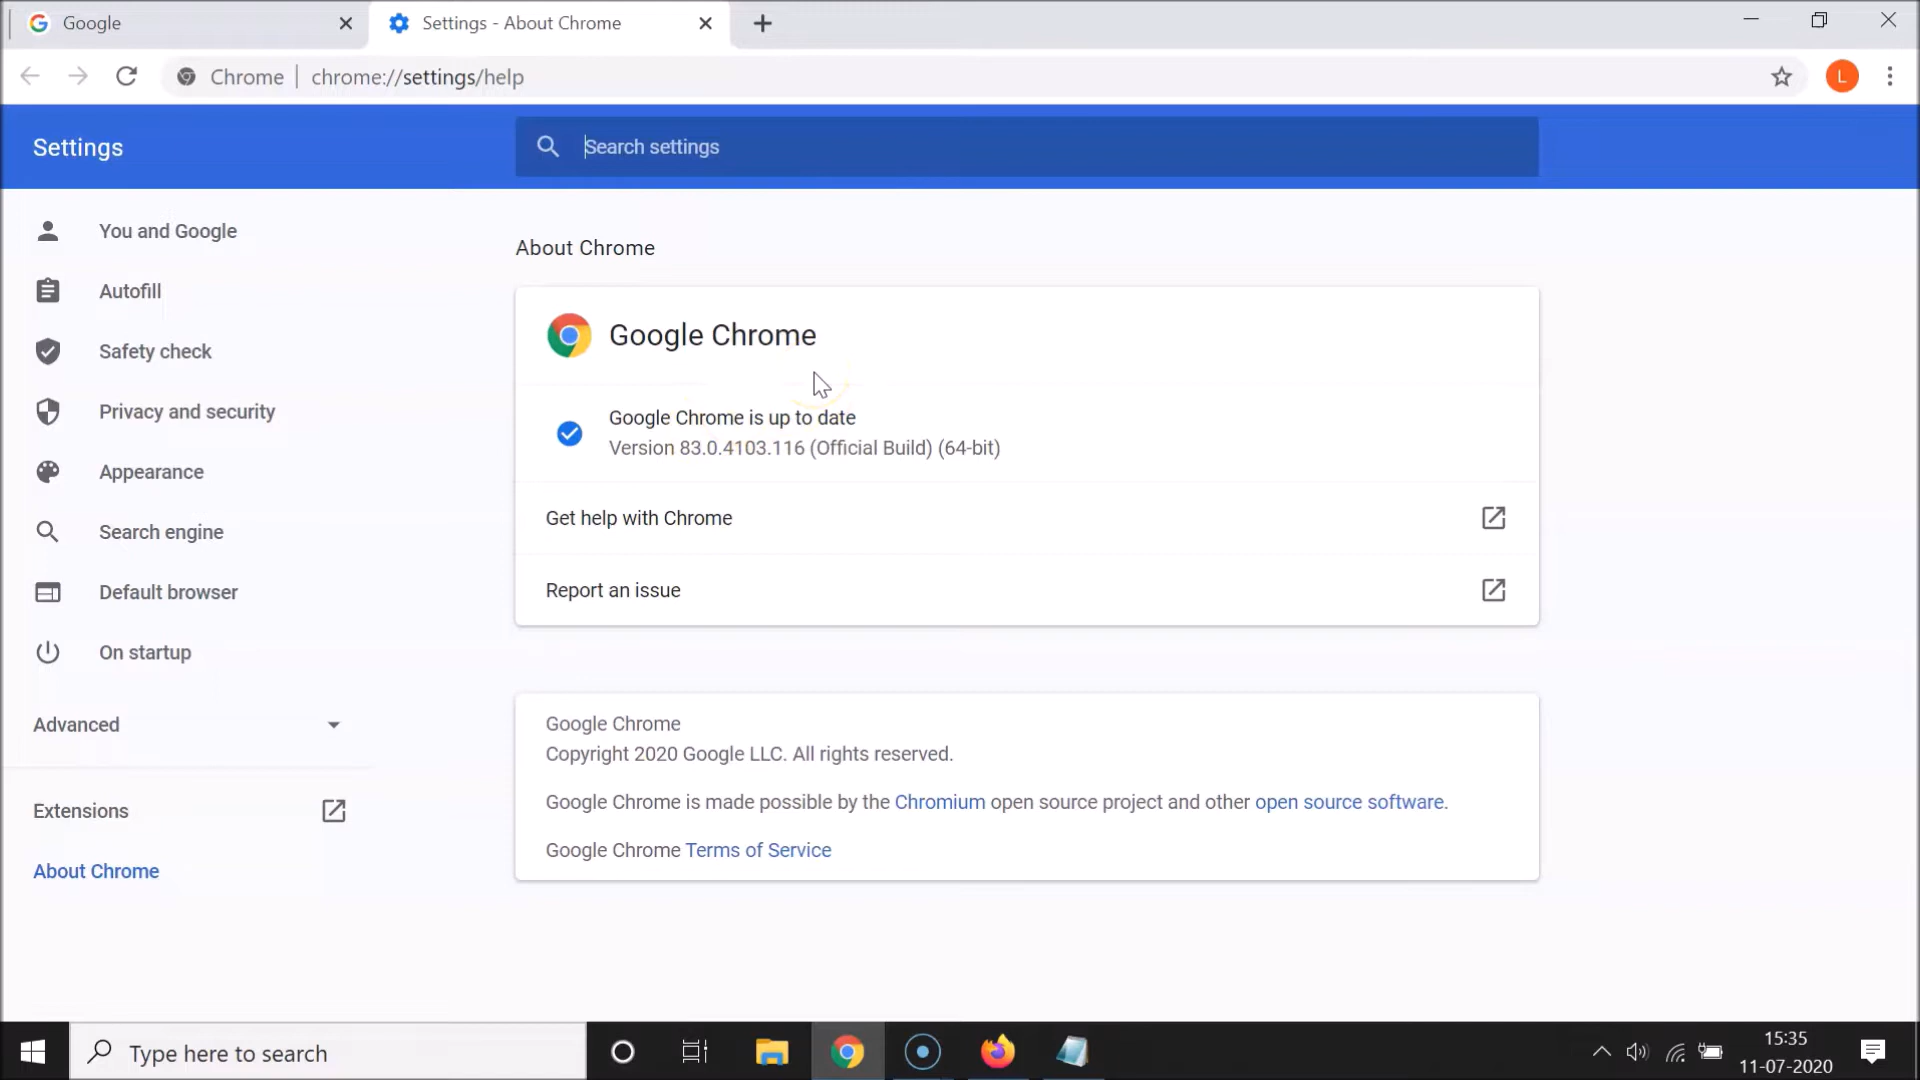 Google
Settings - About Chrome
Chrome | chrome://settings/help
L
Settings
Search settings
You and Google
Autofill
Safety check
Privacy and security
Appearance
Search engine
Default browser
On startup
Advanced
Extensions
About Chrome
About Chrome
Google Chrome
Google Chrome is up to date
Version 83.0.4103.116 (Official Build) (64-bit)
Get help with Chrome
Report an issue
Google Chrome
Copyright 2020 Google LLC. All rights reserved.
Google Chrome is made possible by the Chromium open source project and other open source software.
Google Chrome Terms of Service
Type here to search
15:35
11-07-2020